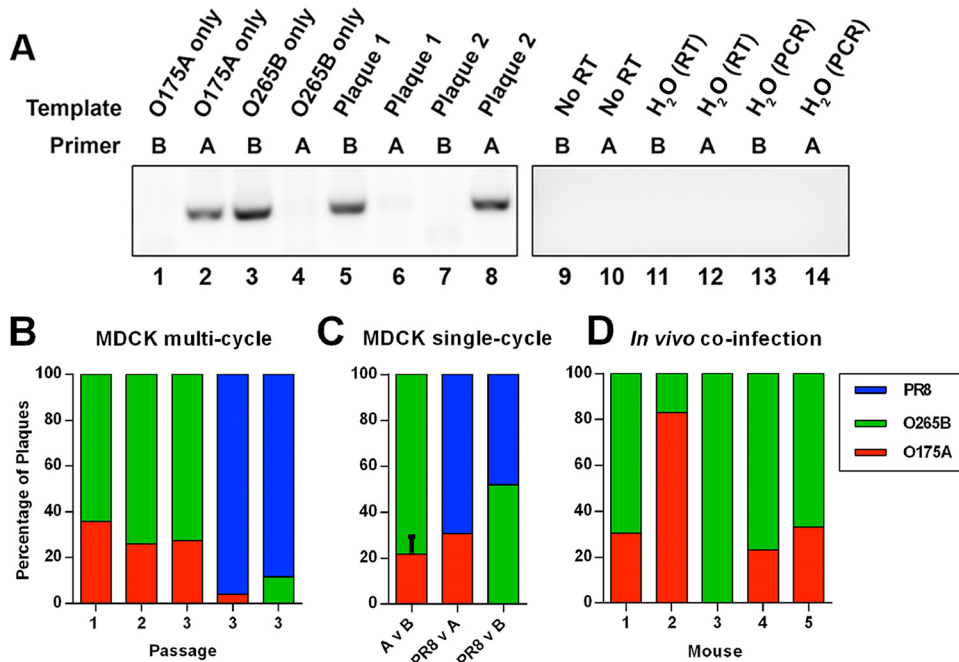 A
O175A only O175A only O265B only O265B only Plaque 1 Plaque 1 Plaque 2 Plaque 2 No RT No RT H2O (RT) H2O (RT) H2O (PCR) H2O (PCR)
Template
Primer B A B A B A B A B A B A B A
1 2 3 4 5 6 7 8 9 10 11 12 13 14
B MDCK multi-cycle
Percentage of Plaques
100
80
60
40
20
0
1 2 3 3 3
Passage
C MDCK single-cycle
100
80
60
40
20
0
A v B PR8 v A PR8 v B
D In vivo co-infection
100
80
60
40
20
0
1 2 3 4 5
Mouse
PR8
O265B
O175A